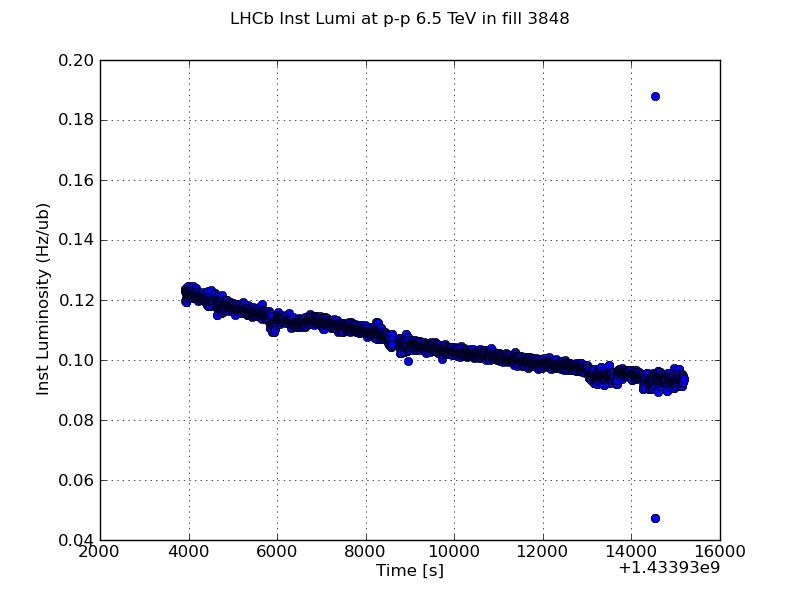 LHCb Inst Lumi at p-p 6.5 TeV in fill 3848
0.20
0.18
0.16
0.14
0.12
0.10
0.08
0.06
0.04
Inst Luminosity (Hz/ub)
2000 4000 6000 8000 10000 12000 14000 16000
Time [s]
+1.43393e9